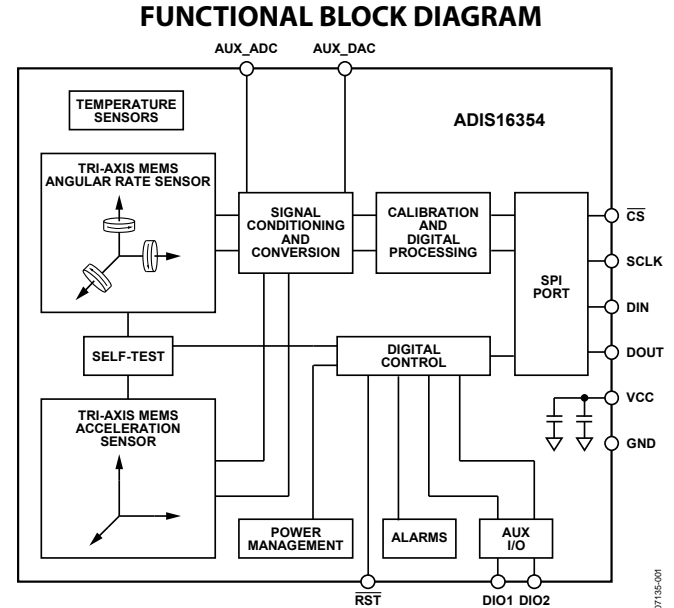 FUNCTIONAL BLOCK DIAGRAM
AUX_ADC AUX_DAC
TEMPERATURE
SENSORS
ADIS16354
TRI-AXIS MEMS
ANGULAR RATE SENSOR
SIGNAL
CONDITIONING
AND
CONVERSION
CALIBRATION
AND
DIGITAL
PROCESSING
SPI
PORT
CS
SCLK
DIN
DOUT
VCC
GND
SELF-TEST
DIGITAL
CONTROL
TRI-AXIS MEMS
ACCELERATION
SENSOR
POWER
MANAGEMENT
ALARMS
AUX
I/O
RST
DIO1 DIO2
07135-001